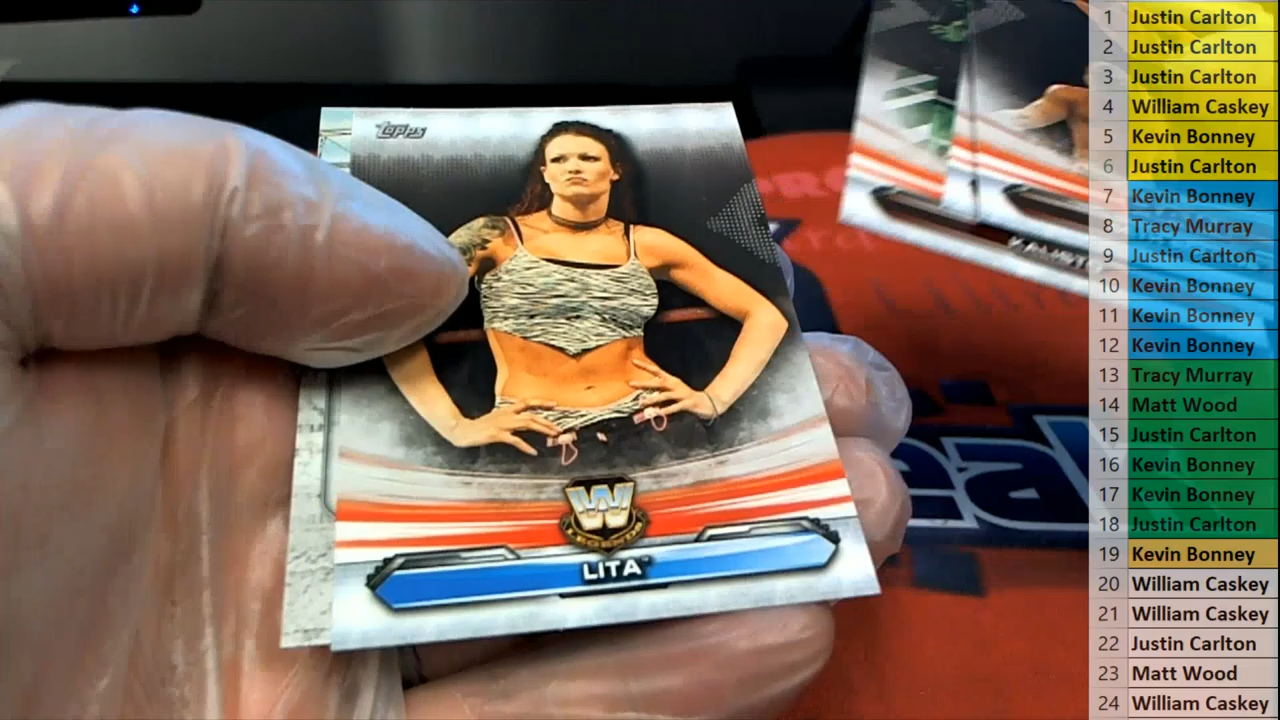 Topps
LEGENDS
LITA™
1 Justin Carlton
2 Justin Carlton
3 Justin Carlton
4 William Caskey
5 Kevin Bonney
6 Justin Carlton
7 Kevin Bonney
8 Tracy Murray
9 Justin Carlton
10 Kevin Bonney
11 Kevin Bonney
12 Kevin Bonney
13 Tracy Murray
14 Matt Wood
15 Justin Carlton
16 Kevin Bonney
17 Kevin Bonney
18 Justin Carlton
19 Kevin Bonney
20 William Caskey
21 William Caskey
22 Justin Carlton
23 Matt Wood
24 William Caskey